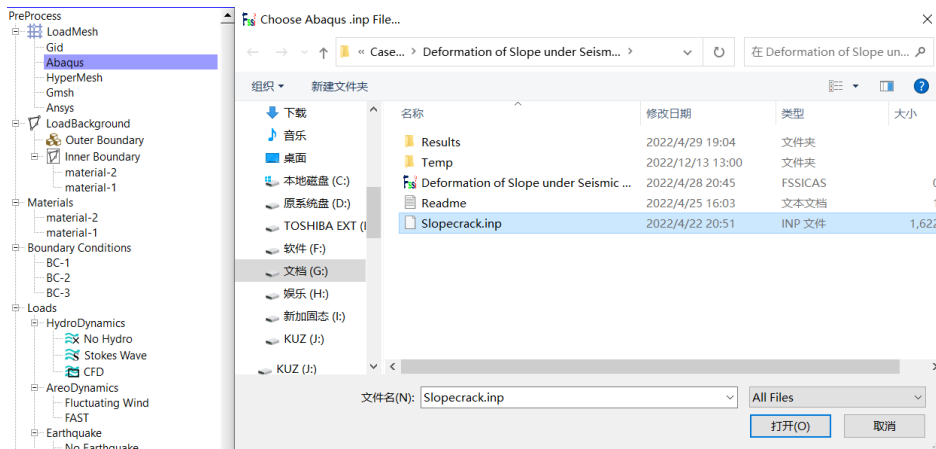 PreProcess
LoadMesh
Gid
Abaqus
HyperMesh
Gmsh
Ansys
LoadBackground
Outer Boundary
Inner Boundary
material-2
material-1
Materials
material-2
material-1
Boundary Conditions
BC-1
BC-2
BC-3
Loads
HydroDynamics
No Hydro
Stokes Wave
CFD
AreoDynamics
Fluctuating Wind
FAST
Earthquake
No Earthquake
Choose Abaqus .inp File...
« Case... › Deformation of Slope under Seism... ›
在 Deformation of Slope un...
组织 新建文件夹
下载
音乐
桌面
本地磁盘 (C:)
原系统盘 (D:)
TOSHIBA EXT (
软件 (F:)
文档 (G:)
娱乐 (H:)
新加固态 (I:)
KUZ (J:)
KUZ (J:)
名称 修改日期 类型 大小
Results 2022/4/29 19:04 文件夹
Temp 2022/12/13 13:00 文件夹
Deformation of Slope under Seismic ... 2022/4/28 20:45 FSSICAS
Readme 2022/4/25 16:03 文本文档
Slopecrack.inp 2022/4/22 20:51 INP 文件 1,622
文件名(N): Slopecrack.inp All Files
打开(O) 取消